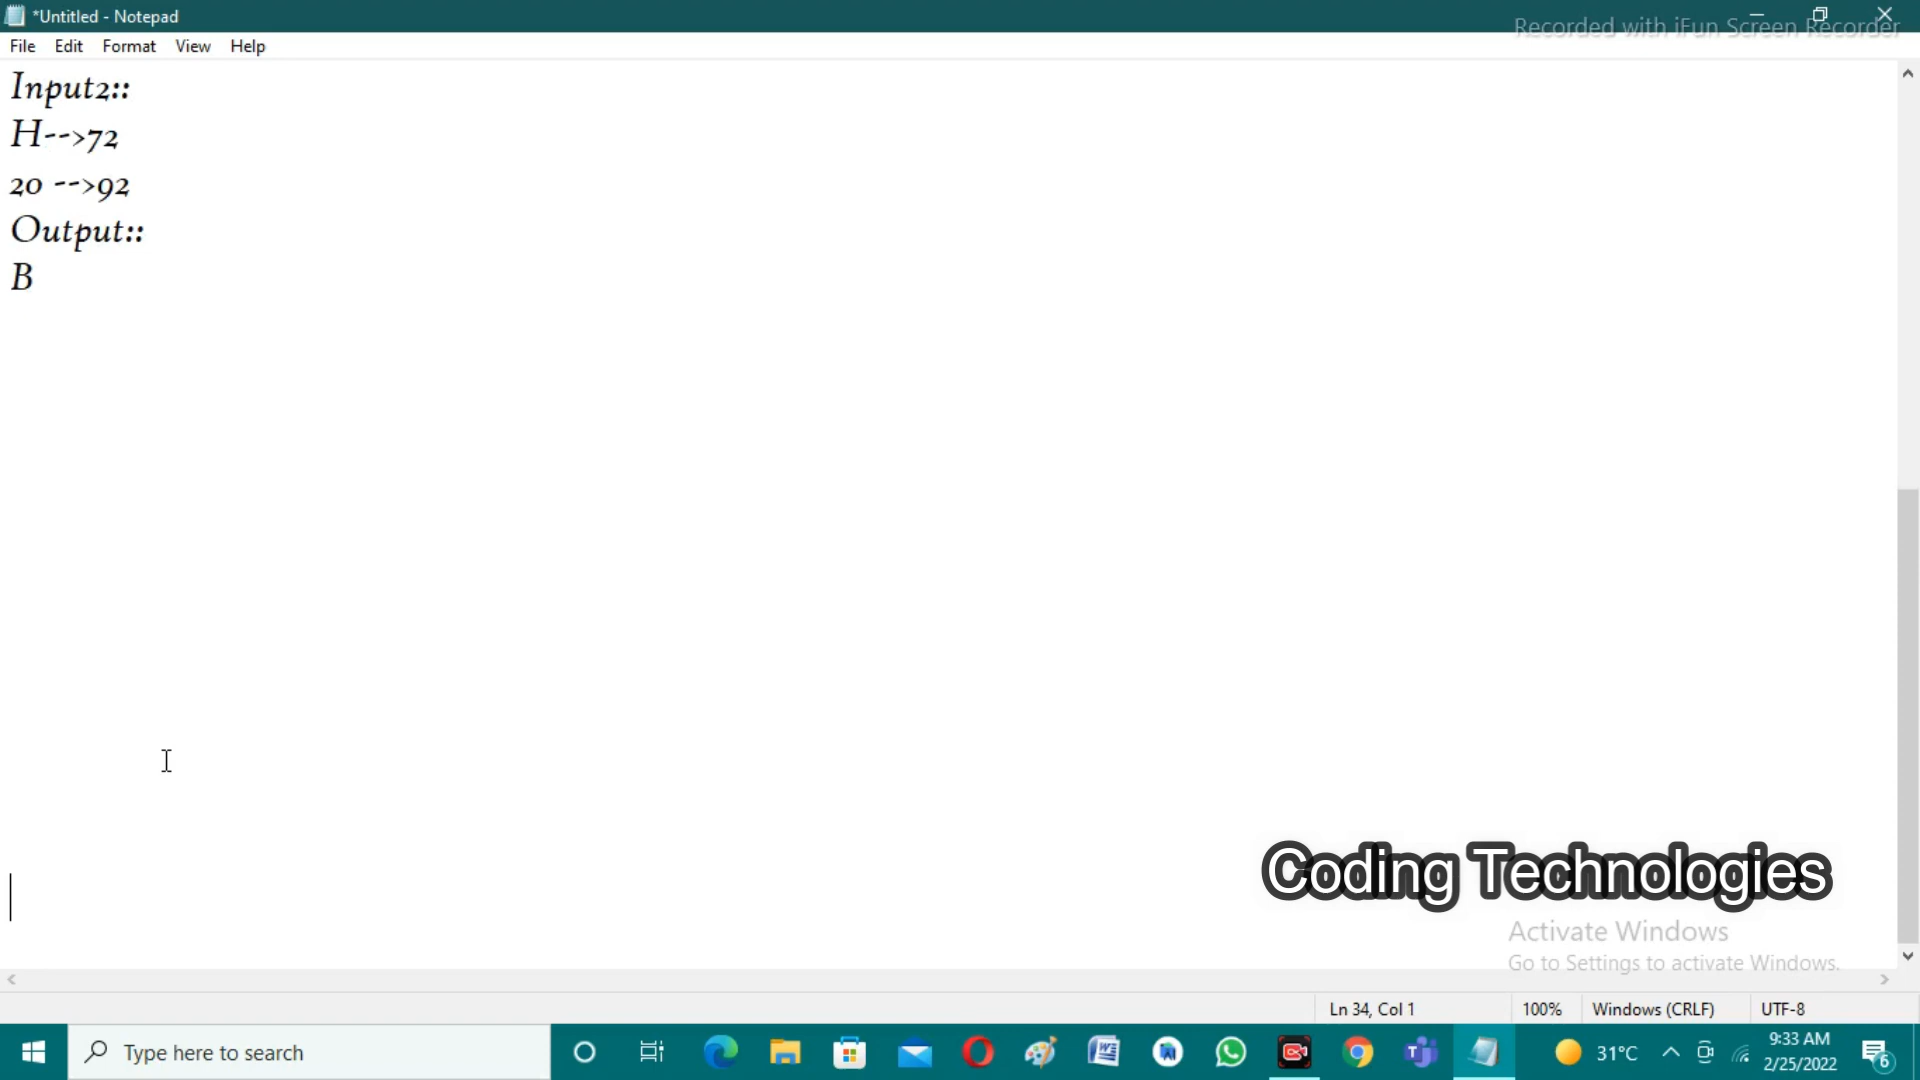 *Untitled - Notepad
Recorded with iFun Screen Recorder
File Edit Format View Help
Input2::
H-->72
20 -->92
Output::
B
Coding Technologies
Activate Windows
Go to Settings to activate Windows.
Ln 34, Col 1 100% Windows (CRLF) UTF-8
Type here to search
31°C
9:33 AM
2/25/2022
6